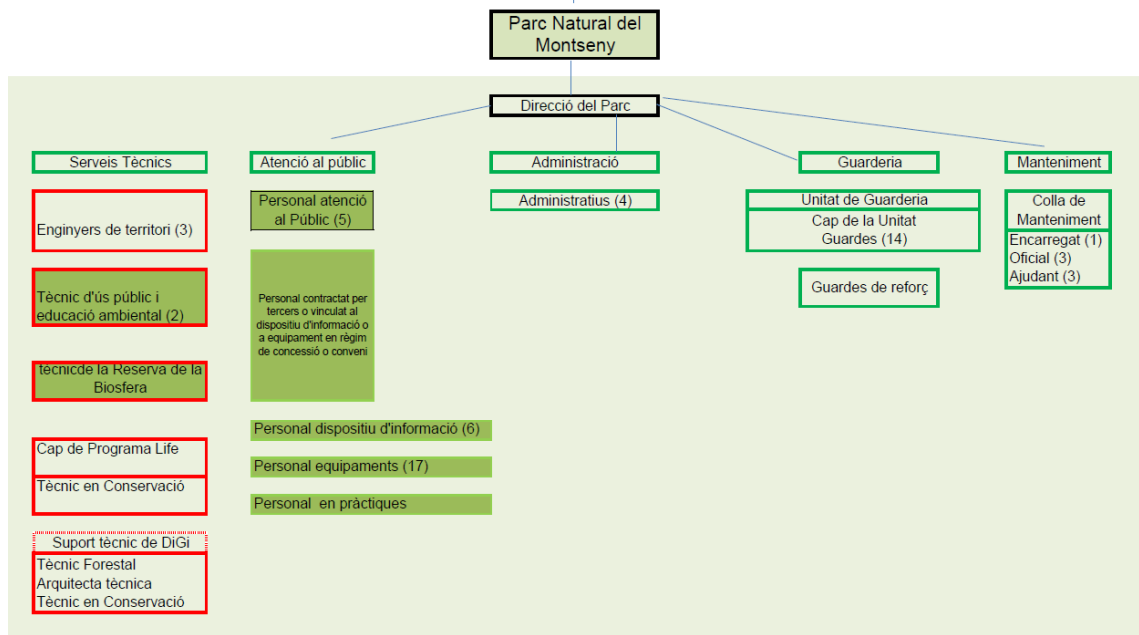 Parc Natural del
Montseny
Direcció del Parc
Serveis Tècnics
Enginyers de territori (3)
Tècnic d'ús públic i
educació ambiental (2)
tècnicde la Reserva de la
Biosfera
Cap de Programa Life
Tècnic en Conservació
Suport tècnic de DiGi
Tècnic Forestal
Arquitecta tècnica
Tècnic en Conservació
Atenció al públic
Personal atenció
al Públic (5)
Personal contractat per
tercers o vinculat al
dispositiu d'informació o
a equipament en règim
de concessió o conveni
Personal dispositiu d'informació (6)
Personal equipaments (17)
Personal en pràctiques
Administració
Administratius (4)
Guarderia
Unitat de Guarderia
Cap de la Unitat
Guardes (14)
Guardes de reforç
Manteniment
Colla de
Manteniment
Encarregat (1)
Oficial (3)
Ajudant (3)